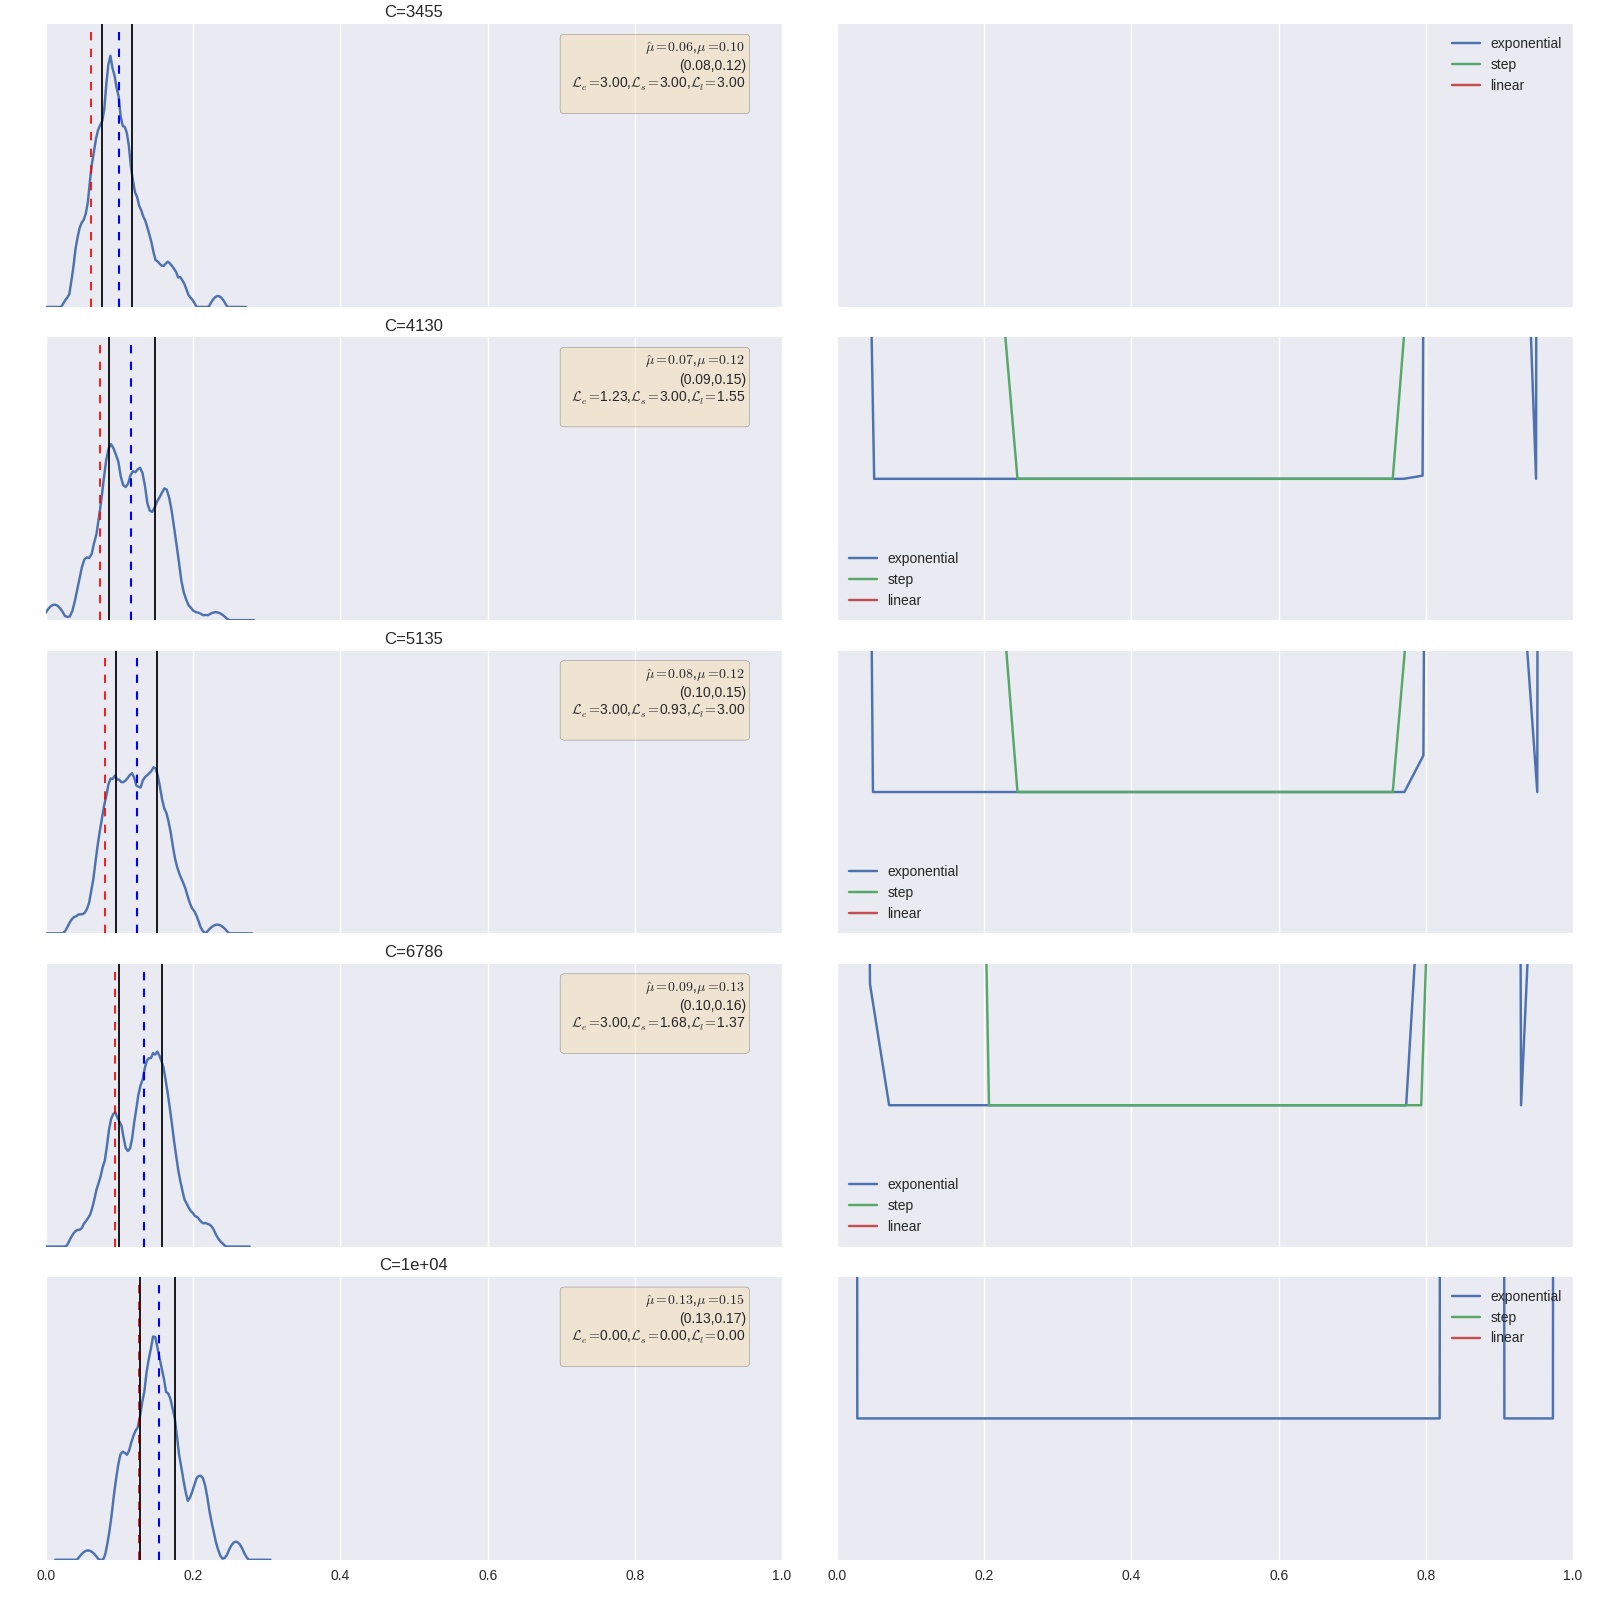 C=3455
μ̂=0.06,μ=0.10
(0.08,0.12)
ℒₑ=3.00,ℒₛ=3.00,ℒₗ=3.00
exponential
step
linear
C=4130
μ̂=0.07,μ=0.12
(0.09,0.15)
ℒₑ=1.23,ℒₛ=3.00,ℒₗ=1.55
exponential
step
linear
C=5135
μ̂=0.08,μ=0.12
(0.10,0.15)
ℒₑ=3.00,ℒₛ=0.93,ℒₗ=3.00
exponential
step
linear
C=6786
μ̂=0.09,μ=0.13
(0.10,0.16)
ℒₑ=3.00,ℒₛ=1.68,ℒₗ=1.37
exponential
step
linear
C=1e+04
μ̂=0.13,μ=0.15
(0.13,0.17)
ℒₑ=0.00,ℒₛ=0.00,ℒₗ=0.00
exponential
step
linear
0.0 0.2 0.4 0.6 0.8 1.0
0.0 0.2 0.4 0.6 0.8 1.0